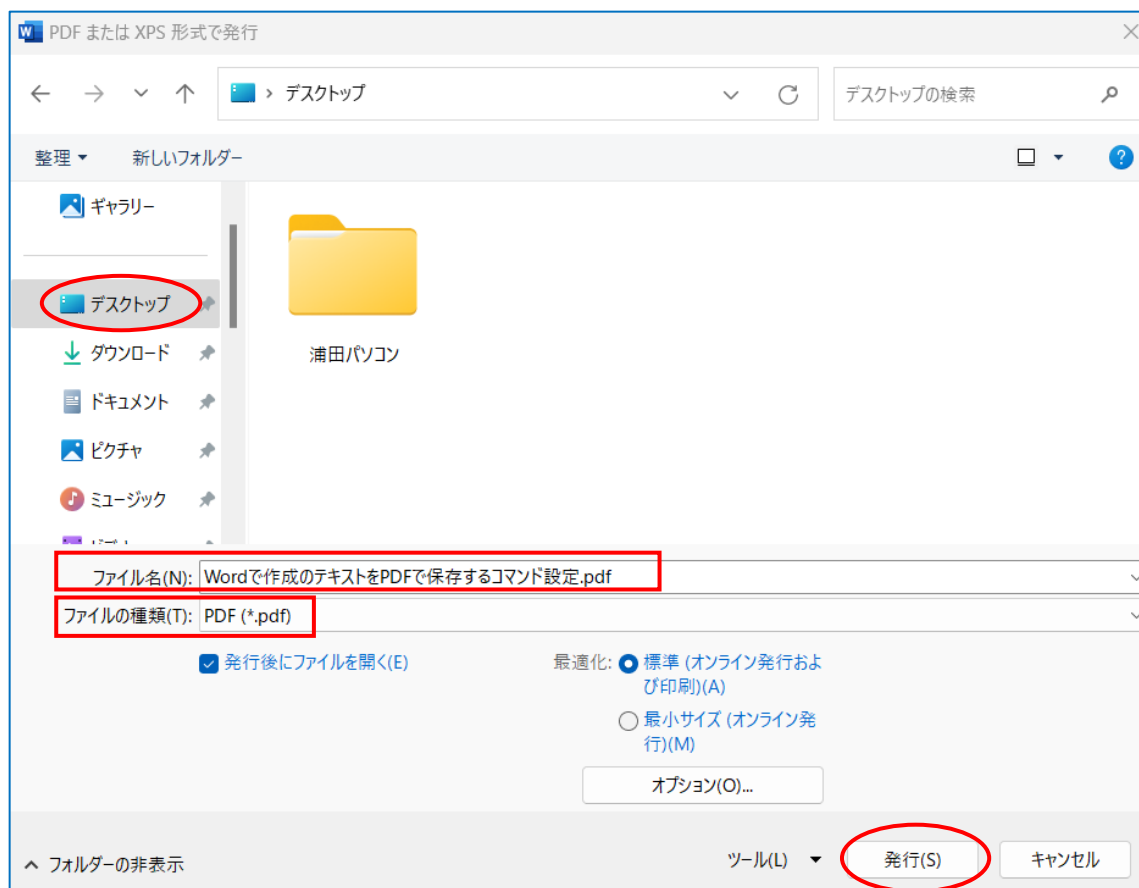 PDF または XPS 形式で発行
デスクトップ
デスクトップの検索
整理
新しいフォルダー
ギャラリー
デスクトップ
ダウンロード
ドキュメント
ピクチャ
ミュージック
浦田パソコン
ファイル名(N): Wordで作成のテキストをPDFで保存するコマンド設定.pdf
ファイルの種類(T): PDF (*.pdf)
発行後にファイルを開く(E)
最適化: 標準 (オンライン発行およ
び印刷)(A)
最小サイズ (オンライン発
行)(M)
オプション(O)...
フォルダーの非表示
ツール(L)
発行(S)
キャンセル